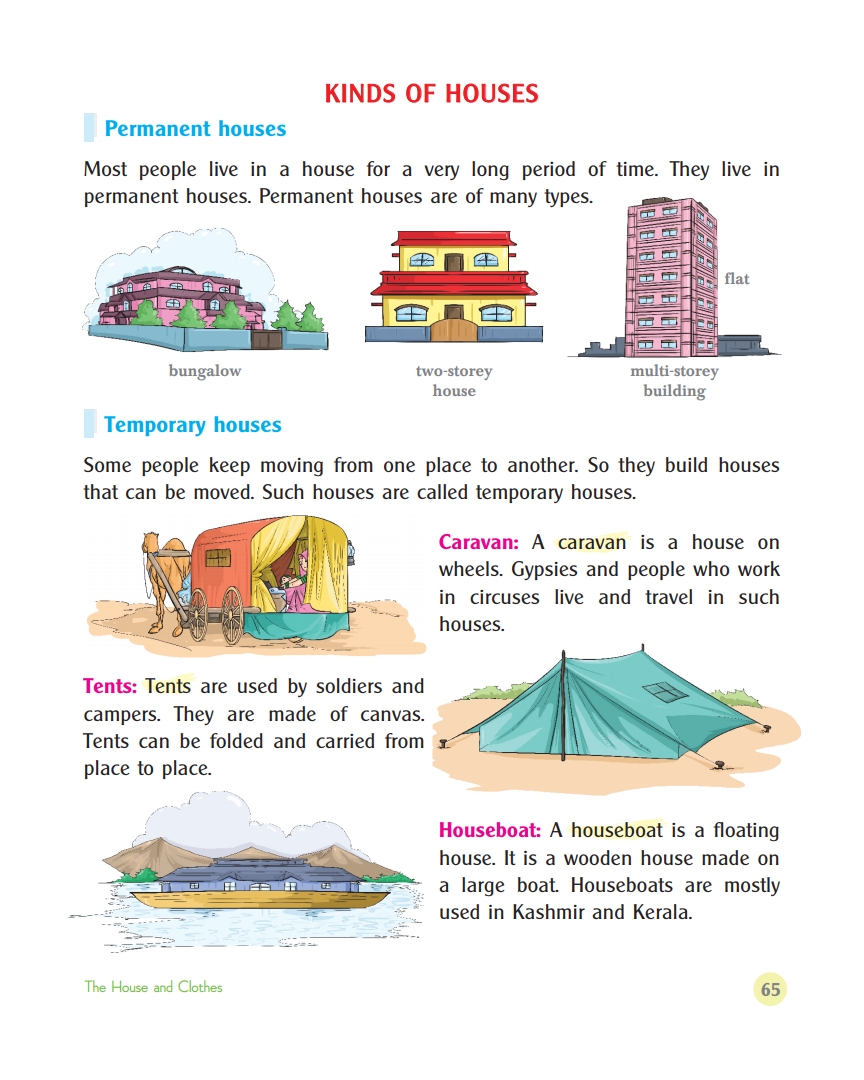 KINDS OF HOUSES
Permanent houses
Most people live in a house for a very long period of time. They live in
permanent houses. Permanent houses are of many types.
flat
bungalow
two-storey
house
multi-storey
building
Temporary houses
Some people keep moving from one place to another. So they build houses
that can be moved. Such houses are called temporary houses.
Caravan: A caravan is a house on
wheels. Gypsies and people who work
in circuses live and travel in such
houses.
Tents: Tents are used by soldiers and
campers. They are made of canvas.
Tents can be folded and carried from
place to place.
Houseboat: A houseboat is a floating
house. It is a wooden house made on
a large boat. Houseboats are mostly
used in Kashmir and Kerala.
The House and Clothes
65